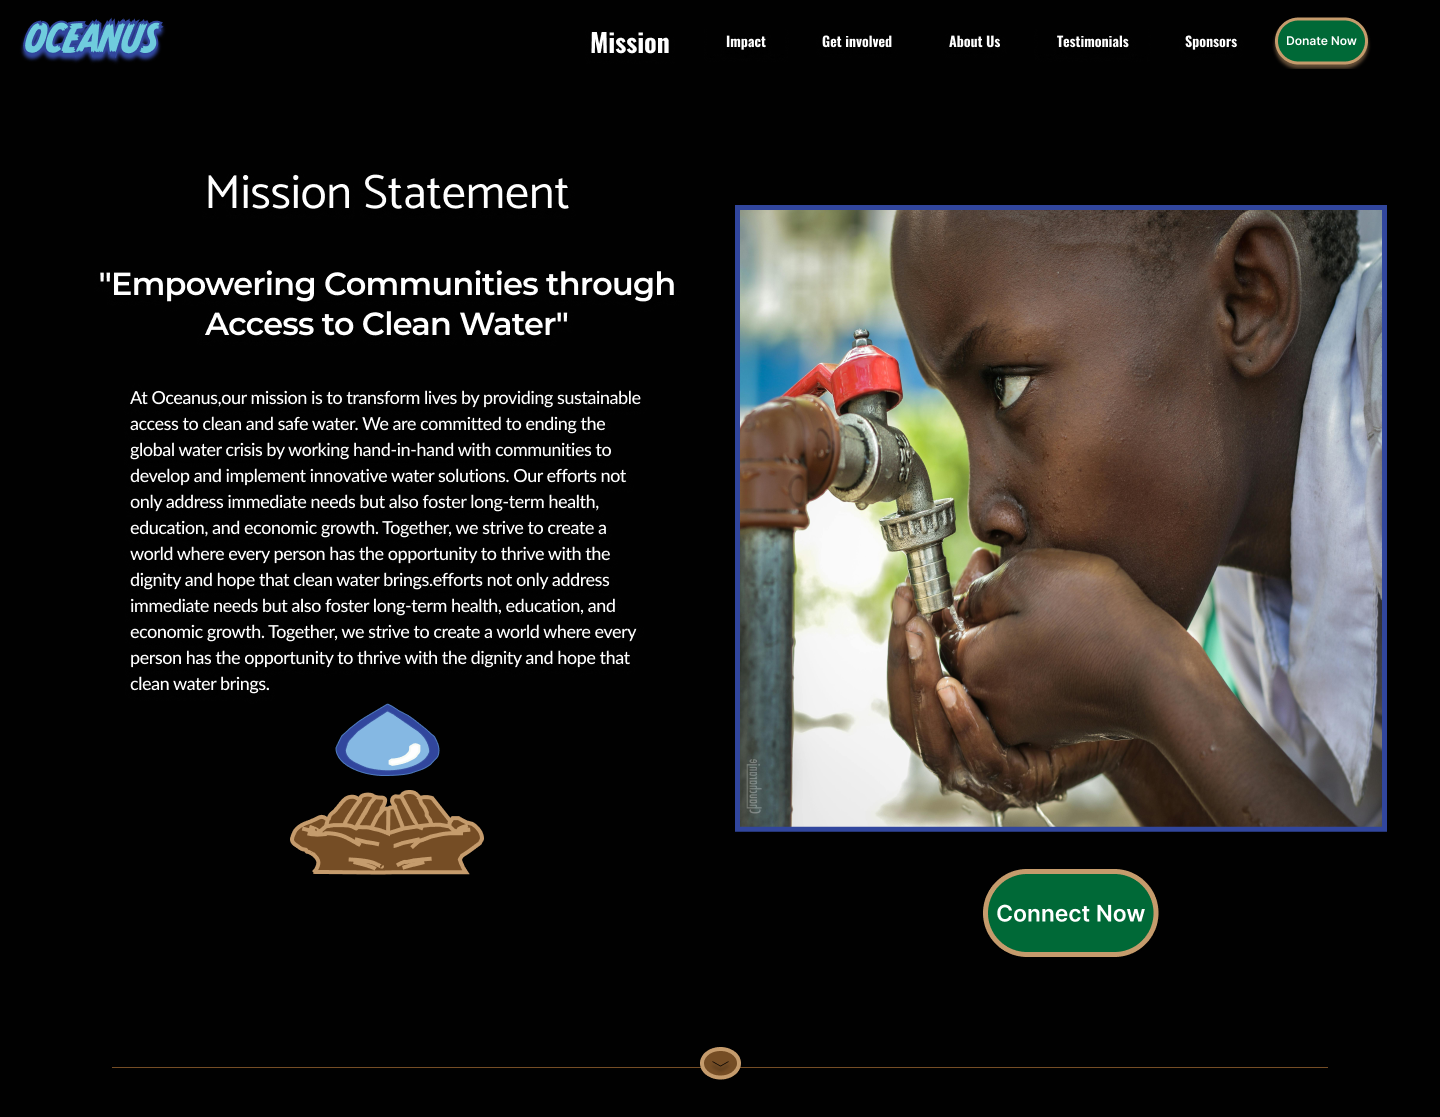 OCEANUS
Mission
Impact
Get involved
About Us
Testimonials
Sponsors
Donate Now
Mission Statement
"Empowering Communities through
Access to Clean Water"
At Oceanus,our mission is to transform lives by providing sustainable
access to clean and safe water. We are committed to ending the
global water crisis by working hand-in-hand with communities to
develop and implement innovative water solutions. Our efforts not
only address immediate needs but also foster long-term health,
education, and economic growth. Together, we strive to create a
world where every person has the opportunity to thrive with the
dignity and hope that clean water brings.efforts not only address
immediate needs but also foster long-term health, education, and
economic growth. Together, we strive to create a world where every
person has the opportunity to thrive with the dignity and hope that
clean water brings.
Connect Now